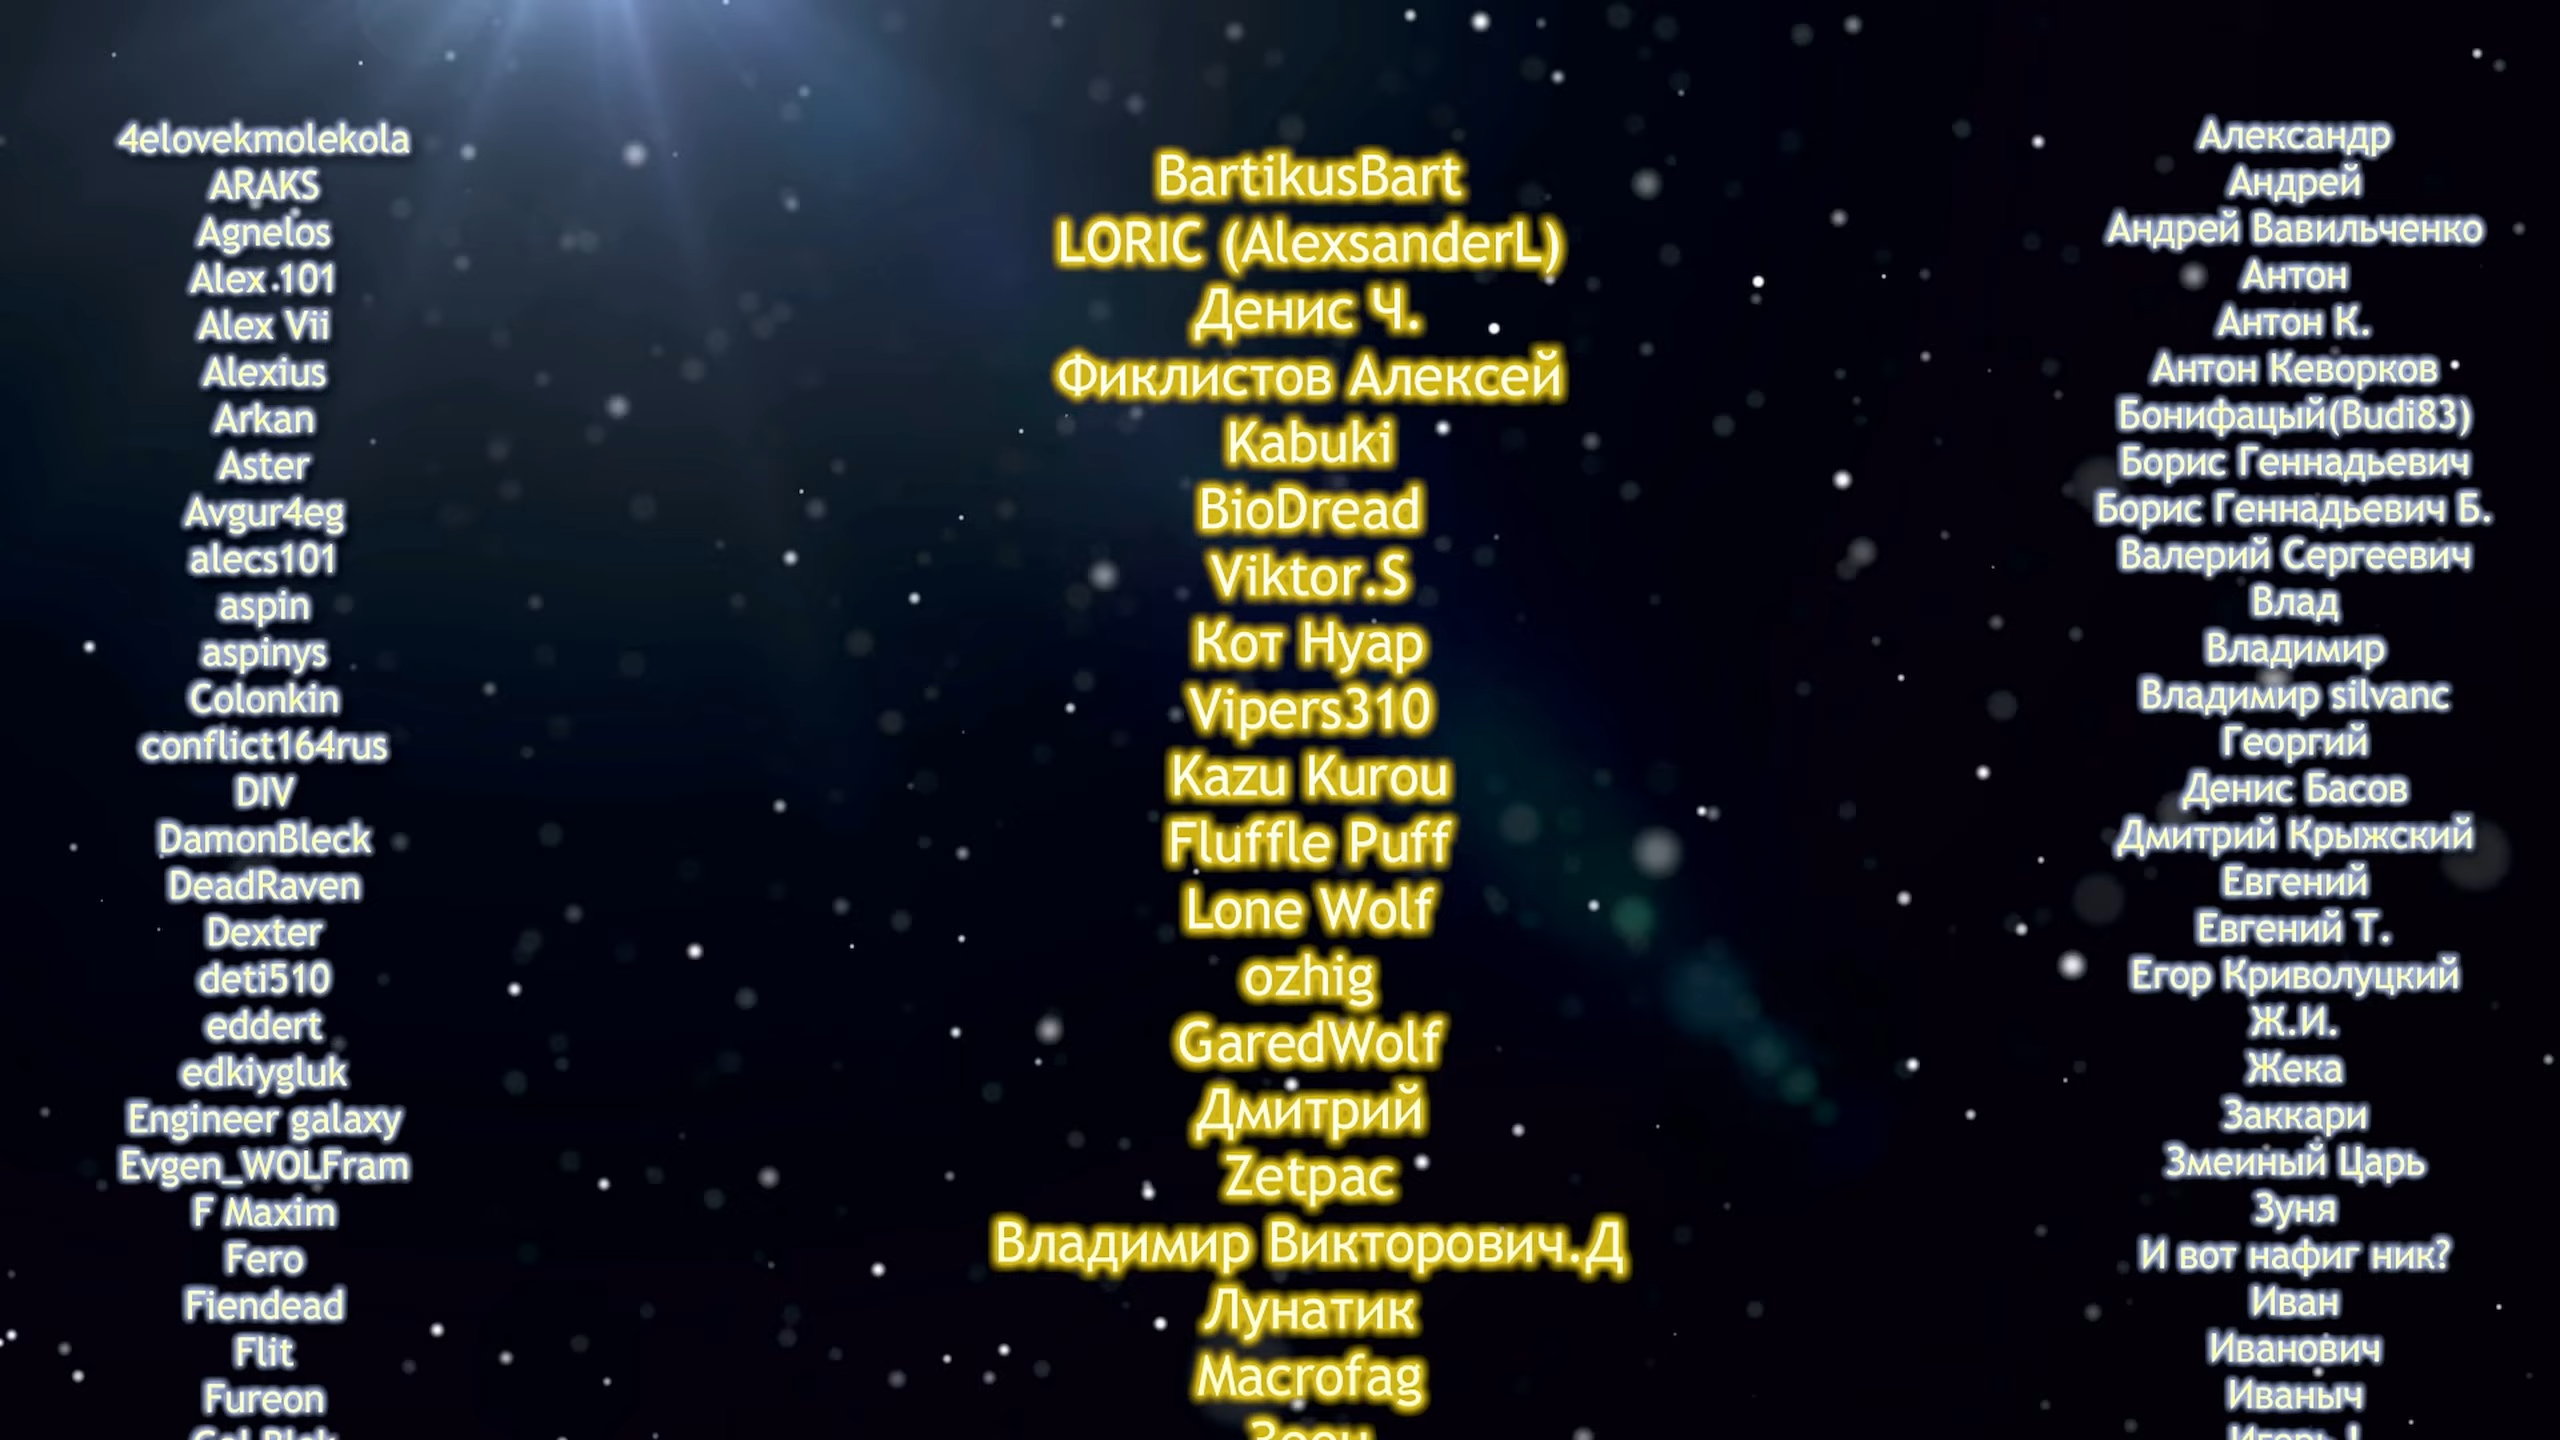 4elovekmolekola
ARAKS
Agnelos
Alex 101
Alex Vii
Alexius
Arkan
Aster
Avgur4eg
alecs101
aspin
aspinys
Colonkin
conflict164rus
DIV
DamonBleck
DeadRaven
Dexter
deti510
eddert
edkiygluk
Engineer galaxy
Evgen_WOLFram
F Maxim
Fero
Fiendead
Flit
Fureon
BartikusBart
LORIC (AlexsanderL)
Денис Ч.
Фиклистов Алексей
Kabuki
BioDread
Viktor.S
Кот Нуар
Vipers310
Kazu Kurou
Fluffle Puff
Lone Wolf
ozhig
GaredWolf
Дмитрий
Zetpac
Владимир Викторович.Д
Лунатик
Macrofag
Александр
Андрей
Андрей Вавильченко
Антон
Антон К.
Антон Кеворков
Бонифацый(Budi83)
Борис Геннадьевич
Борис Геннадьевич Б.
Валерий Сергеевич
Влад
Владимир
Владимир silvanc
Георгий
Денис Басов
Дмитрий Крыжский
Евгений
Евгений Т.
Егор Криволуцкий
Ж.И.
Жека
Заккари
Змеиный Царь
Зуня
И вот нафиг ник?
Иван
Иванович
Иваныч